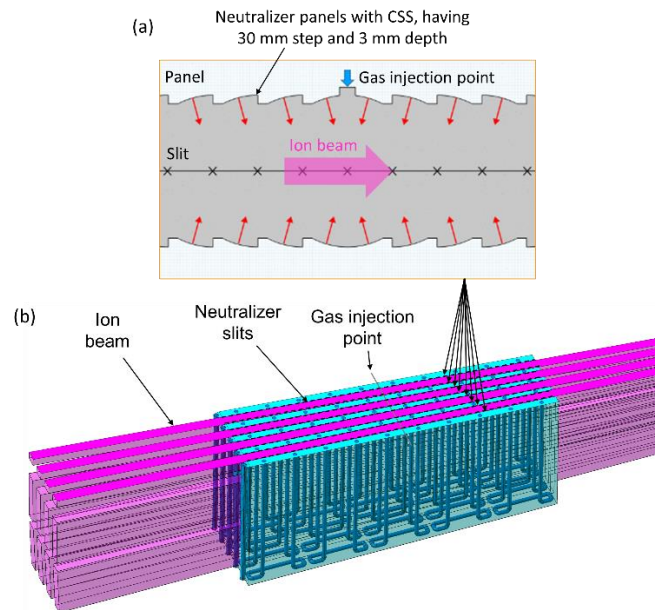 (a)
Neutralizer panels with CSS, having
30 mm step and 3 mm depth
Panel
Gas injection point
Ion beam
Slit
(b)
Ion
beam
Neutralizer
slits
Gas injection
point